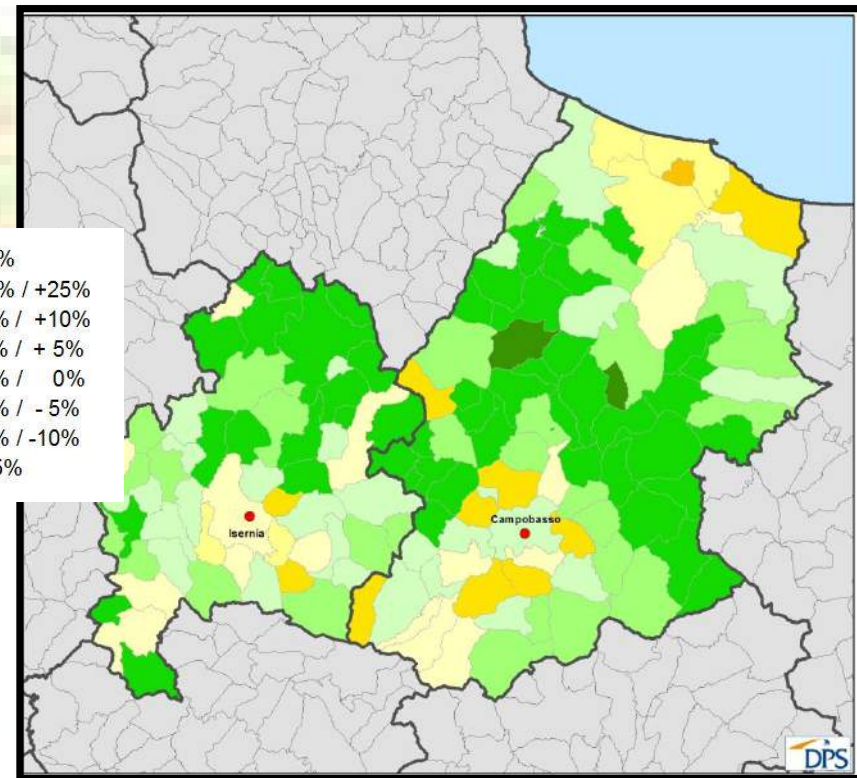 %
% / +25%
% / +10%
% / + 5%
% / 0%
% / - 5%
% / -10%
5%
Isernia
Campobasso
DPS